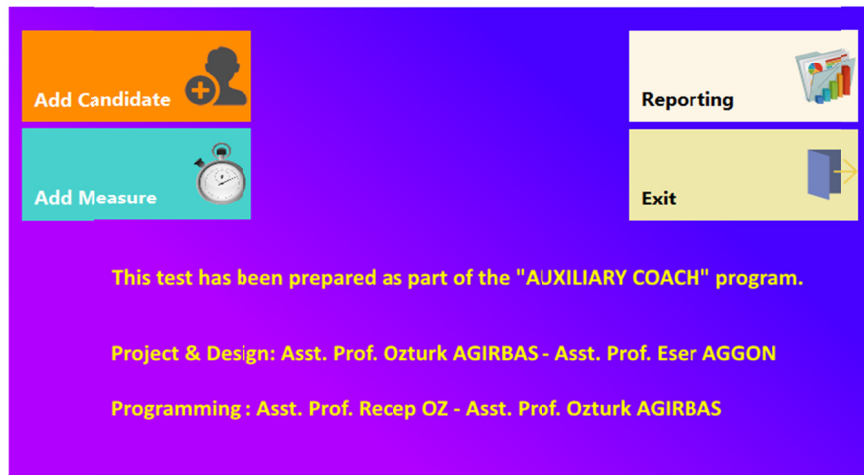 Add Candidate
Reporting
Add Measure
Exit
This test has been prepared as part of the "AUXILIARY COACH" program.
Project & Design: Asst. Prof. Ozturk AGIRBAS - Asst. Prof. Eser AGGON
Programming : Asst. Prof. Recep OZ - Asst. Prof. Ozturk AGIRBAS